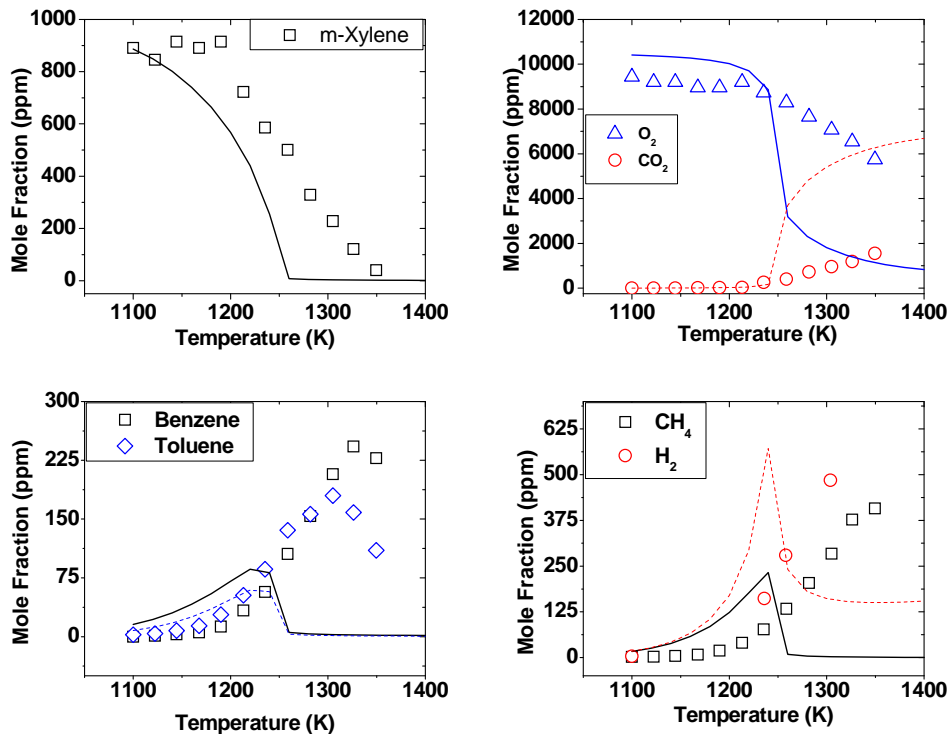 m-Xylene
1000
800
600
400
200
0
Mole Fraction (ppm)
1100 1200 1300 1400
Temperature (K)
12000
10000
8000
6000
4000
2000
0
Mole Fraction (ppm)
O2
CO2
1100 1200 1300 1400
Temperature (K)
300
225
150
75
0
Mole Fraction (ppm)
Benzene
Toluene
1100 1200 1300 1400
Temperature (K)
625
500
375
250
125
0
Mole Fraction (ppm)
CH4
H2
1100 1200 1300 1400
Temperature (K)